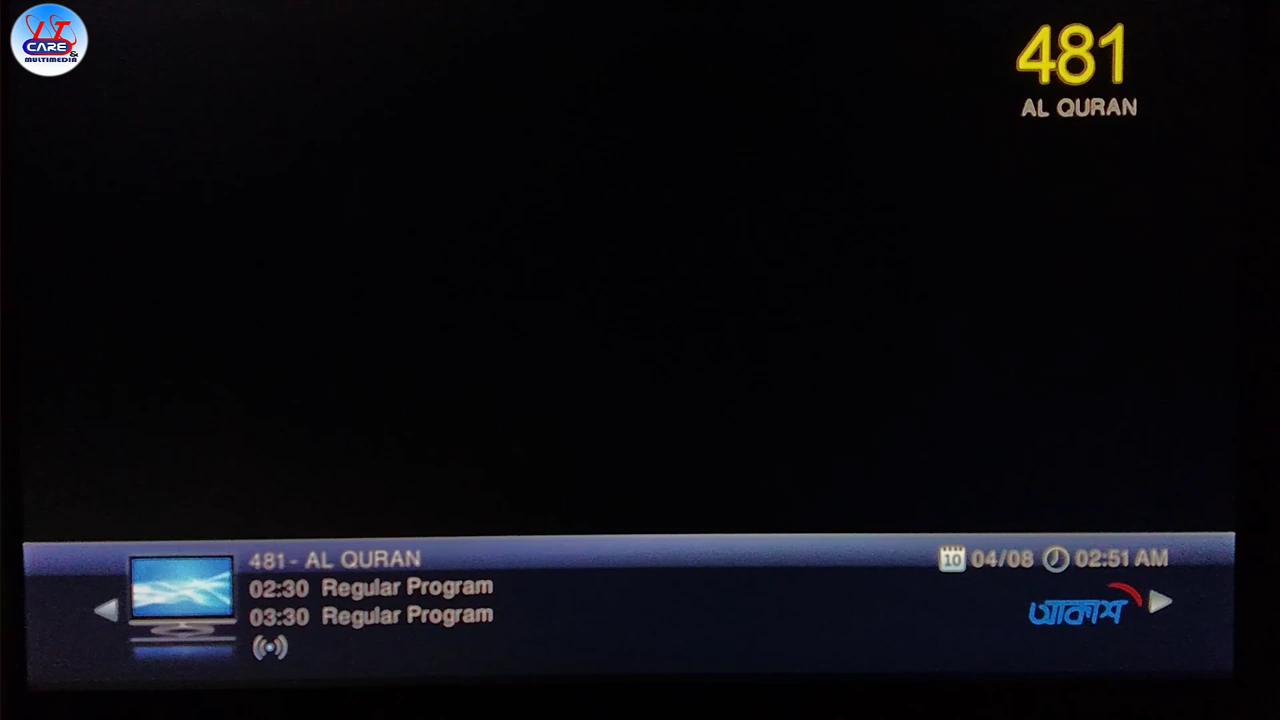 IT
CARE
&
MULTIMEDIA
481
AL QURAN
481- AL QURAN
10 04/08 02:51 AM
02:30 Regular Program
03:30 Regular Program
আকাশ